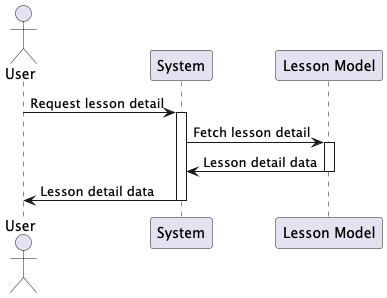 User
System
Lesson Model
Request lesson detail
Fetch lesson detail
Lesson detail data
Lesson detail data
User
System
Lesson Model